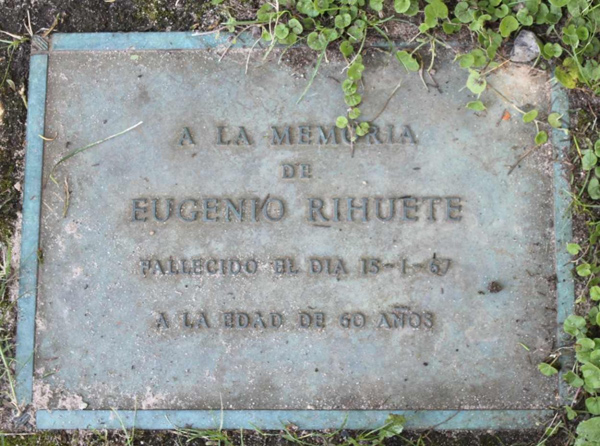 A LA MEMORIA
DE
EUGENIO RIHUETE
FALLECIDO EL DIA 15-1-67
A LA EDAD DE 60 AÑOS